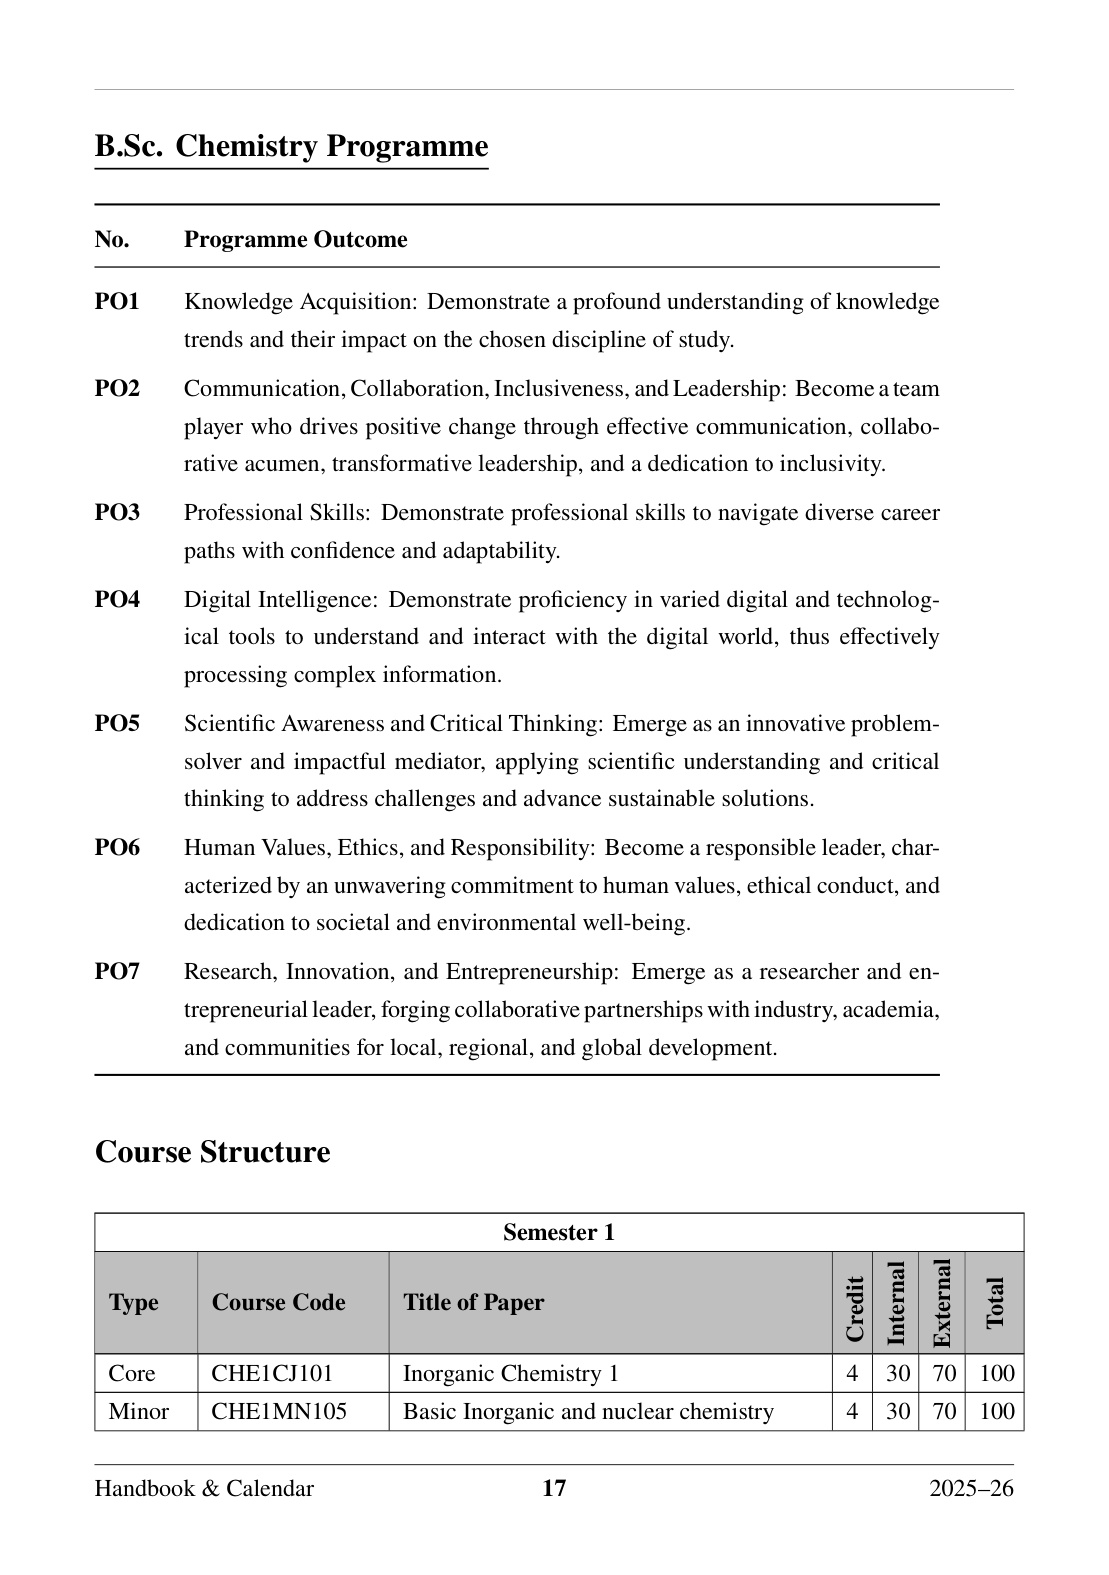 B.Sc. Chemistry Programme
No. Programme Outcome
PO1 Knowledge Acquisition: Demonstrate a profound understanding of knowledge
trends and their impact on the chosen discipline of study.
PO2 Communication, Collaboration, Inclusiveness, and Leadership: Become a team
player who drives positive change through effective communication, collabo-
rative acumen, transformative leadership, and a dedication to inclusivity.
PO3 Professional Skills: Demonstrate professional skills to navigate diverse career
paths with confidence and adaptability.
PO4 Digital Intelligence: Demonstrate proficiency in varied digital and technolog-
ical tools to understand and interact with the digital world, thus effectively
processing complex information.
PO5 Scientific Awareness and Critical Thinking: Emerge as an innovative problem-
solver and impactful mediator, applying scientific understanding and critical
thinking to address challenges and advance sustainable solutions.
PO6 Human Values, Ethics, and Responsibility: Become a responsible leader, char-
acterized by an unwavering commitment to human values, ethical conduct, and
dedication to societal and environmental well-being.
PO7 Research, Innovation, and Entrepreneurship: Emerge as a researcher and en-
trepreneurial leader, forging collaborative partnerships with industry, academia,
and communities for local, regional, and global development.
Course Structure
Semester 1
Type Course Code Title of Paper Credit Internal External Total
Core CHE1CJ101 Inorganic Chemistry 1 4 30 70 100
Minor CHE1MN105 Basic Inorganic and nuclear chemistry 4 30 70 100
Handbook & Calendar 17 2025–26